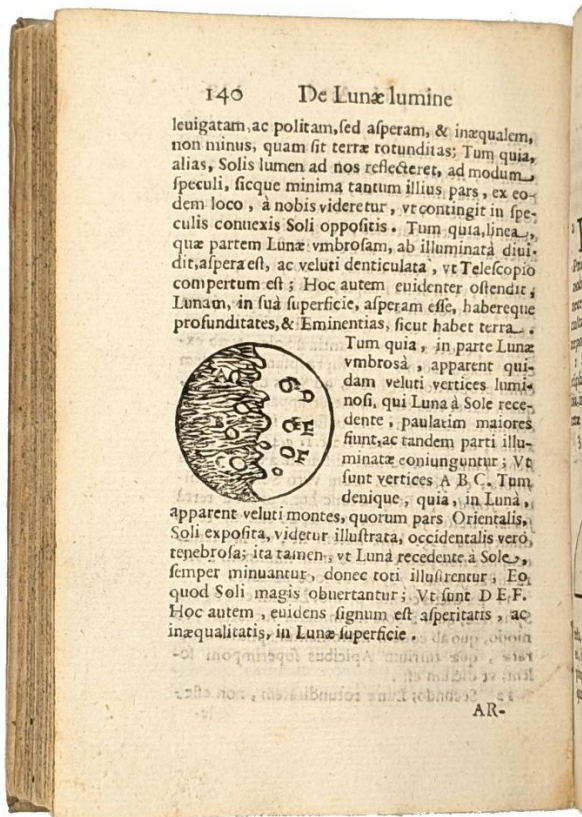 140 De Lunæ lumine
leuigatam, ac politam, sed asperam, & inæqualem,
non minus, quam sit terræ rotunditas; Tum quia,
alias, Solis lumen ad nos reflecteret, ad modum
speculi, sicque minima tantum illius pars, ex eo-
dem loco, à nobis videretur, vt contingit in spe-
culis conuexis Soli oppositis. Tum quia, linea,
quæ partem Lunæ vmbrosam, ab illuminatà diui-
dit, aspera est, ac veluti denticulata, vt Telescopio
compertum est; Hoc autem euidenter ostendit,
Lunam, in suâ superficie, asperam esse, habereque
profunditates, & Eminentias, sicut habet terra.
Tum quia, in parte Lunæ
vmbrosà, apparent qui-
dam veluti vertices lumi-
nosi, qui Luna à Sole rece-
dente, paulatim maiores
fiunt, ac tandem parti illu-
minatæ coniunguntur; Vt
sunt vertices A B C. Tum
denique, quia, in Lunà,
apparent veluti montes, quorum pars Orientalis,
Soli exposita, videtur illustrata, occidentalis verò,
tenebrosa; ita tamen, vt Lunà recedente à Sole,
semper minuantur, donec toti illustrentur, Eo
quod Soli magis obuertantur; Vt sunt D E F.
Hoc autem, euidens signum est asperitatis, ac
inæqualitatis, in Lunæ superficie.
AR-